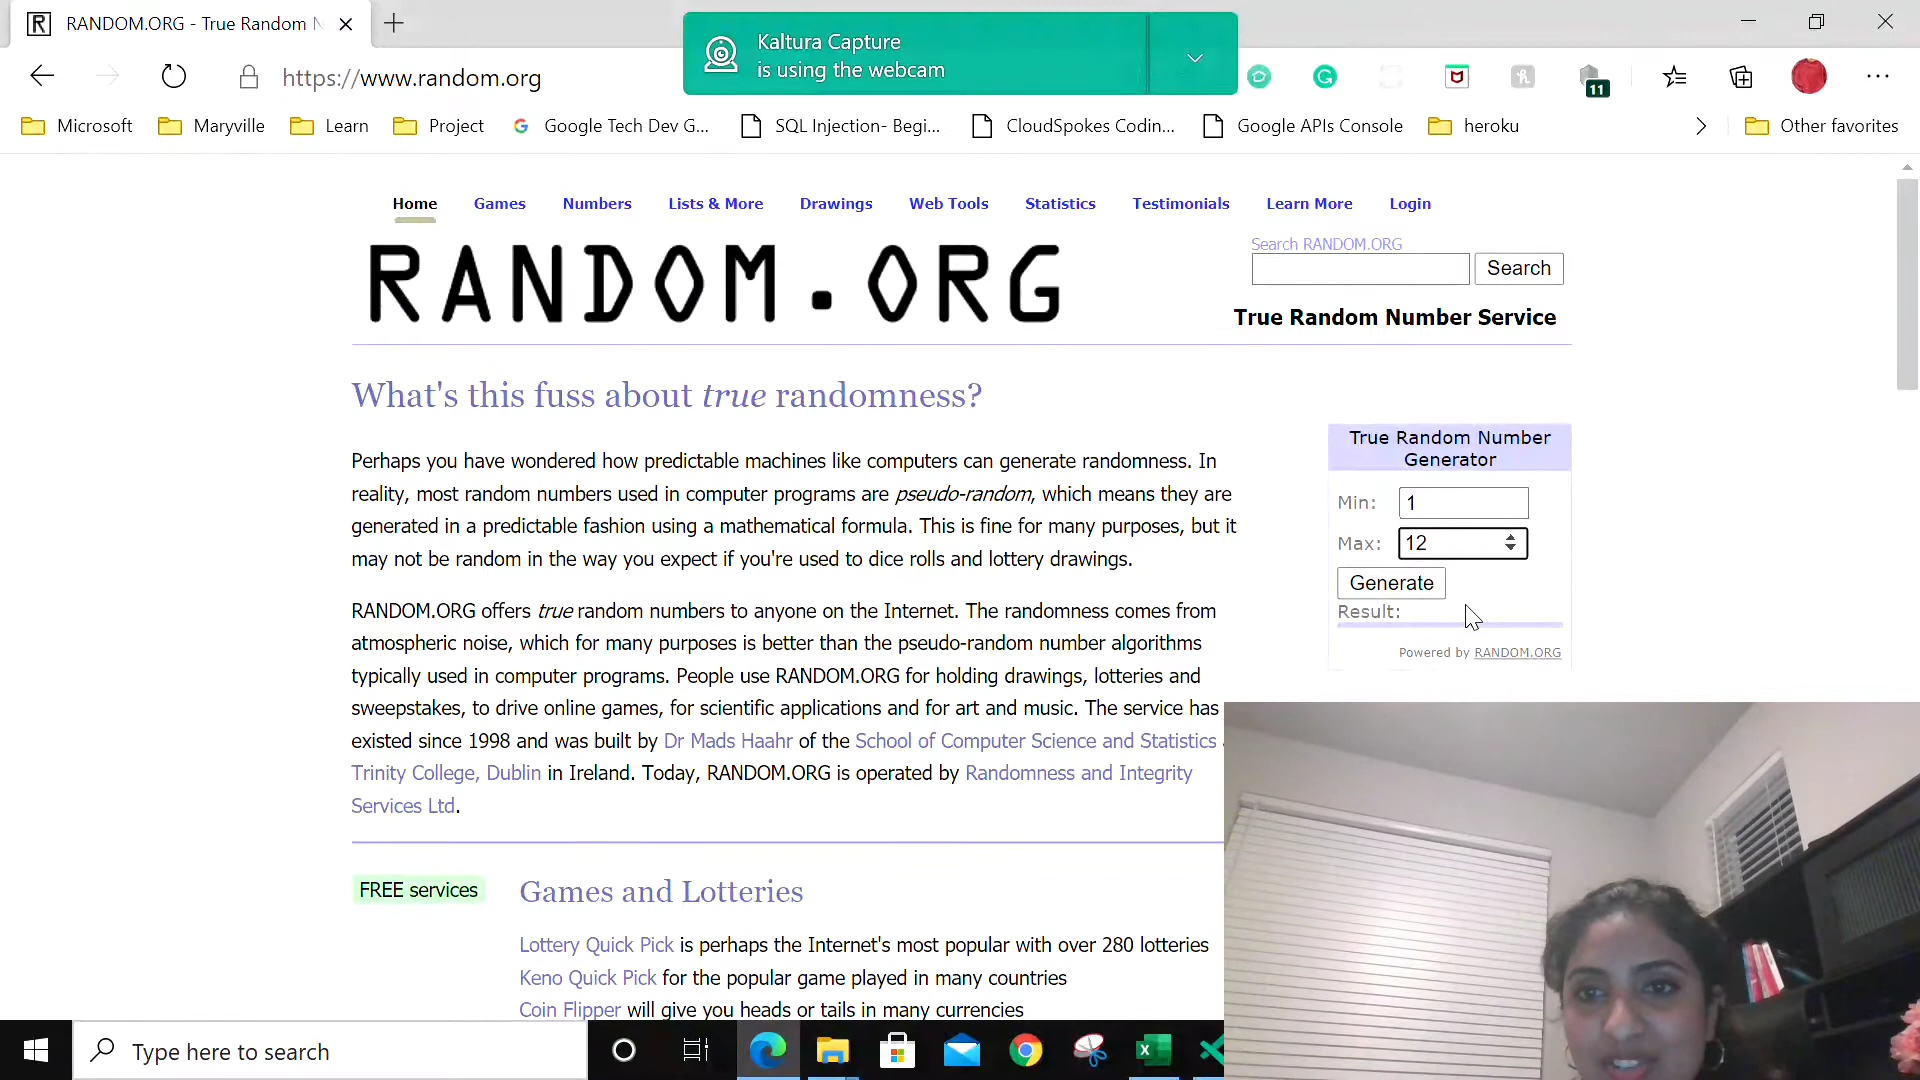 RANDOM.ORG - True Random N
Kaltura Capture
is using the webcam
https://www.random.org
11
Microsoft
Maryville
Learn
Project
Google Tech Dev G...
SQL Injection- Begi...
CloudSpokes Codin...
Google APIs Console
heroku
Other favorites
Home
Games
Numbers
Lists & More
Drawings
Web Tools
Statistics
Testimonials
Learn More
Login
RANDOM.ORG
Search RANDOM.ORG
Search
True Random Number Service
What's this fuss about true randomness?
Perhaps you have wondered how predictable machines like computers can generate randomness. In
reality, most random numbers used in computer programs are pseudo-random, which means they are
generated in a predictable fashion using a mathematical formula. This is fine for many purposes, but it
may not be random in the way you expect if you're used to dice rolls and lottery drawings.
RANDOM.ORG offers true random numbers to anyone on the Internet. The randomness comes from
atmospheric noise, which for many purposes is better than the pseudo-random number algorithms
typically used in computer programs. People use RANDOM.ORG for holding drawings, lotteries and
sweepstakes, to drive online games, for scientific applications and for art and music. The service has
existed since 1998 and was built by Dr Mads Haahr of the School of Computer Science and Statistics
Trinity College, Dublin in Ireland. Today, RANDOM.ORG is operated by Randomness and Integrity
Services Ltd.
True Random Number
Generator
Min: 1
Max: 12
Generate
Result:
Powered by RANDOM.ORG
FREE services
Games and Lotteries
Lottery Quick Pick is perhaps the Internet's most popular with over 280 lotteries
Keno Quick Pick for the popular game played in many countries
Coin Flipper will give you heads or tails in many currencies
Type here to search